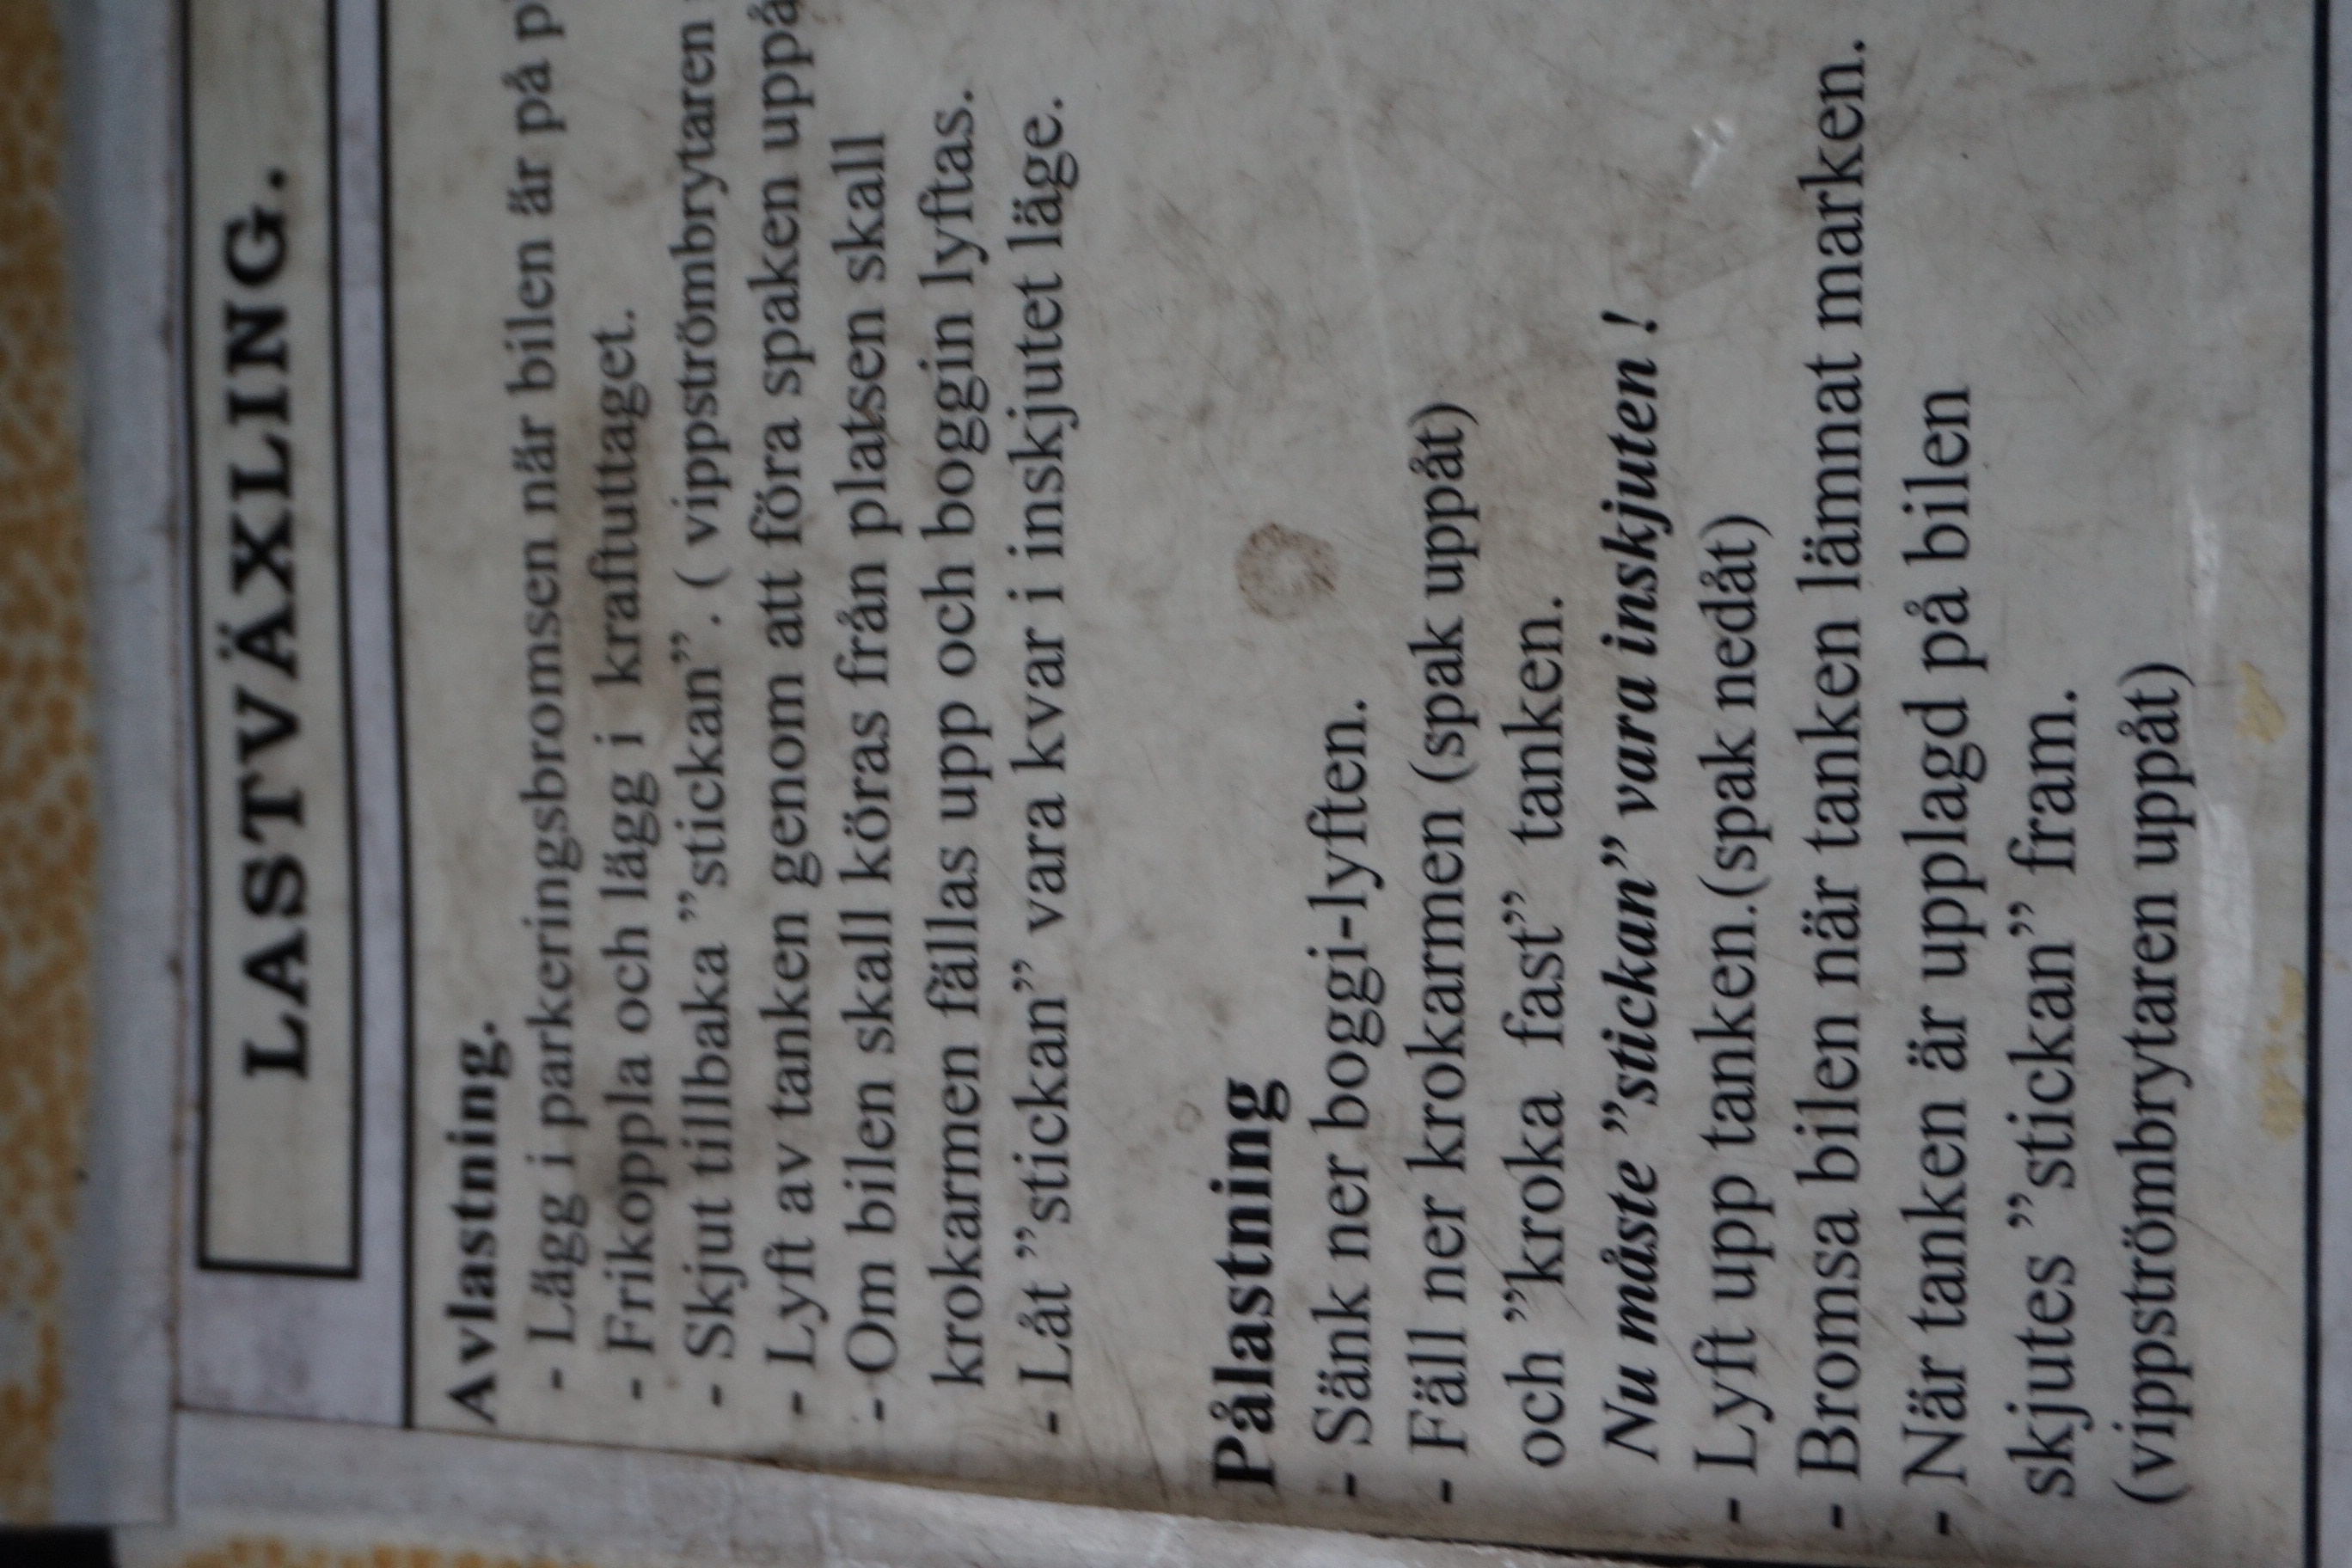 LASTVÄXLING.
Avlastning.
- Lägg i parkeringsbromsen när bilen är på
- Frikoppla och lägg i kraftuttaget.
- Skjut tillbaka ”stickan”. ( vippströmbrytaren
- Lyft av tanken genom att föra spaken uppå
- Om bilen skall köras från platsen skall
krokarmen fällas upp och boggin lyftas.
- Låt ”stickan” vara kvar i inskjutet läge.
Pålastning
- Sänk ner boggi-lyften.
- Fäll ner krokarmen (spak uppåt)
och ”kroka fast” tanken.
Nu måste ”stickan” vara inskjuten !
- Lyft upp tanken.(spak nedåt)
- Bromsa bilen när tanken lämnat marken.
- När tanken är upplagd på bilen
skjutes ”stickan” fram.
(vippströmbrytaren uppåt)